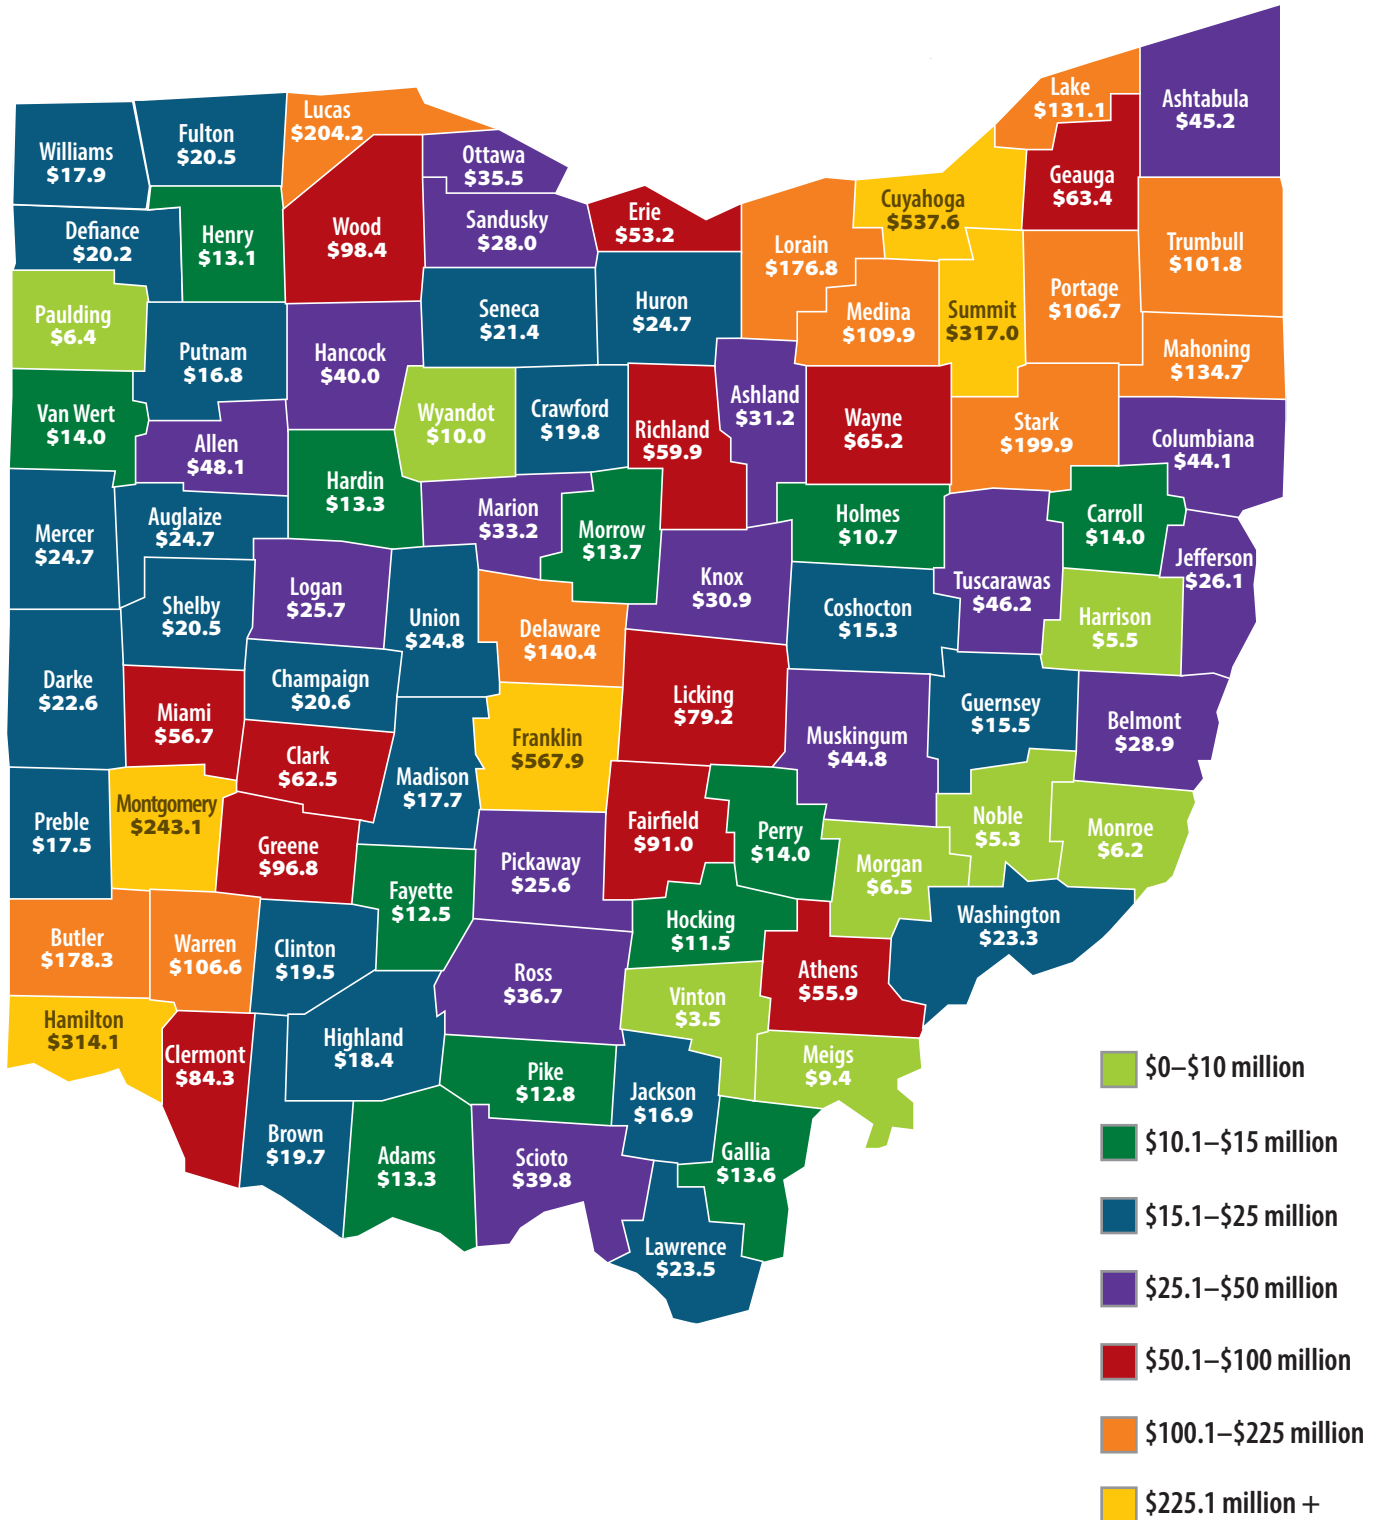 Lake
$131.1
Ashtabula
$45.2
Lucas
$204.2
Fulton
$20.5
Williams
$17.9
Ottawa
$35.5
Geauga
$63.4
Cuyahoga
$537.6
Erie
$53.2
Sandusky
$28.0
Wood
$98.4
Henry
$13.1
Defiance
$20.2
Lorain
$176.8
Trumbull
$101.8
Portage
$106.7
Summit
$317.0
Medina
$109.9
Huron
$24.7
Seneca
$21.4
Paulding
$6.4
Putnam
$16.8
Hancock
$40.0
Mahoning
$134.7
Van Wert
$14.0
Allen
$48.1
Wyandot
$10.0
Crawford
$19.8
Richland
$59.9
Ashland
$31.2
Wayne
$65.2
Stark
$199.9
Columbiana
$44.1
Hardin
$13.3
Mercer
$24.7
Auglaize
$24.7
Marion
$33.2
Morrow
$13.7
Holmes
$10.7
Carroll
$14.0
Jefferson
$26.1
Logan
$25.7
Shelby
$20.5
Union
$24.8
Delaware
$140.4
Knox
$30.9
Coshocton
$15.3
Tuscarawas
$46.2
Harrison
$5.5
Darke
$22.6
Miami
$56.7
Champaign
$20.6
Clark
$62.5
Madison
$17.7
Franklin
$567.9
Licking
$79.2
Muskingum
$44.8
Guernsey
$15.5
Belmont
$28.9
Preble
$17.5
Montgomery
$243.1
Greene
$96.8
Fayette
$12.5
Pickaway
$25.6
Fairfield
$91.0
Perry
$14.0
Morgan
$6.5
Noble
$5.3
Monroe
$6.2
Butler
$178.3
Warren
$106.6
Clinton
$19.5
Ross
$36.7
Hocking
$11.5
Athens
$55.9
Washington
$23.3
Hamilton
$314.1
Clermont
$84.3
Highland
$18.4
Vinton
$3.5
Meigs
$9.4
Pike
$12.8
Jackson
$16.9
Brown
$19.7
Adams
$13.3
Scioto
$39.8
Gallia
$13.6
Lawrence
$23.5
$0–$10 million
$10.1–$15 million
$15.1–$25 million
$25.1–$50 million
$50.1–$100 million
$100.1–$225 million
$225.1 million +